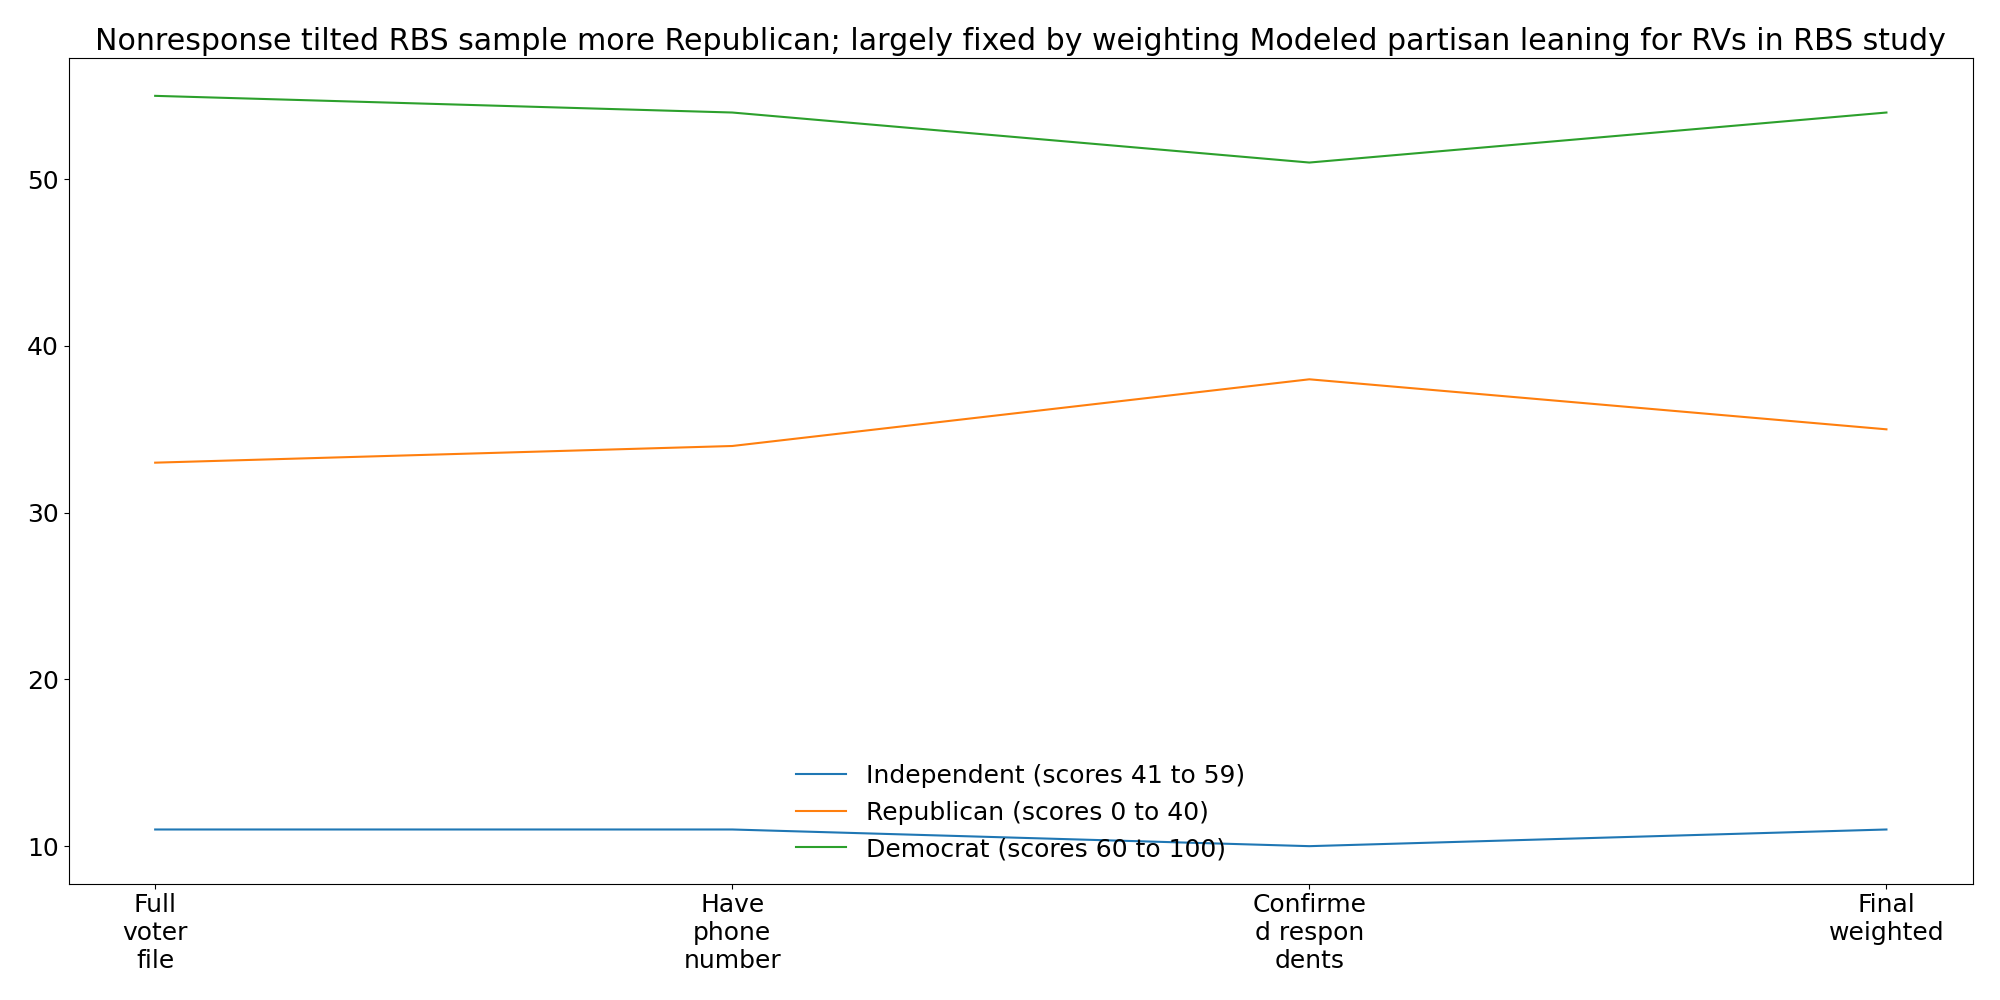 Nonresponse tilted RBS sample more Republican; largely fixed by weighting Modeled partisan leaning for RVs in RBS study
50
40
30
20
10
Independent (scores 41 to 59)
Republican (scores 0 to 40)
Democrat (scores 60 to 100)
Full
voter
file
Have
phone
number
Confirme
d respon
dents
Final
weighted